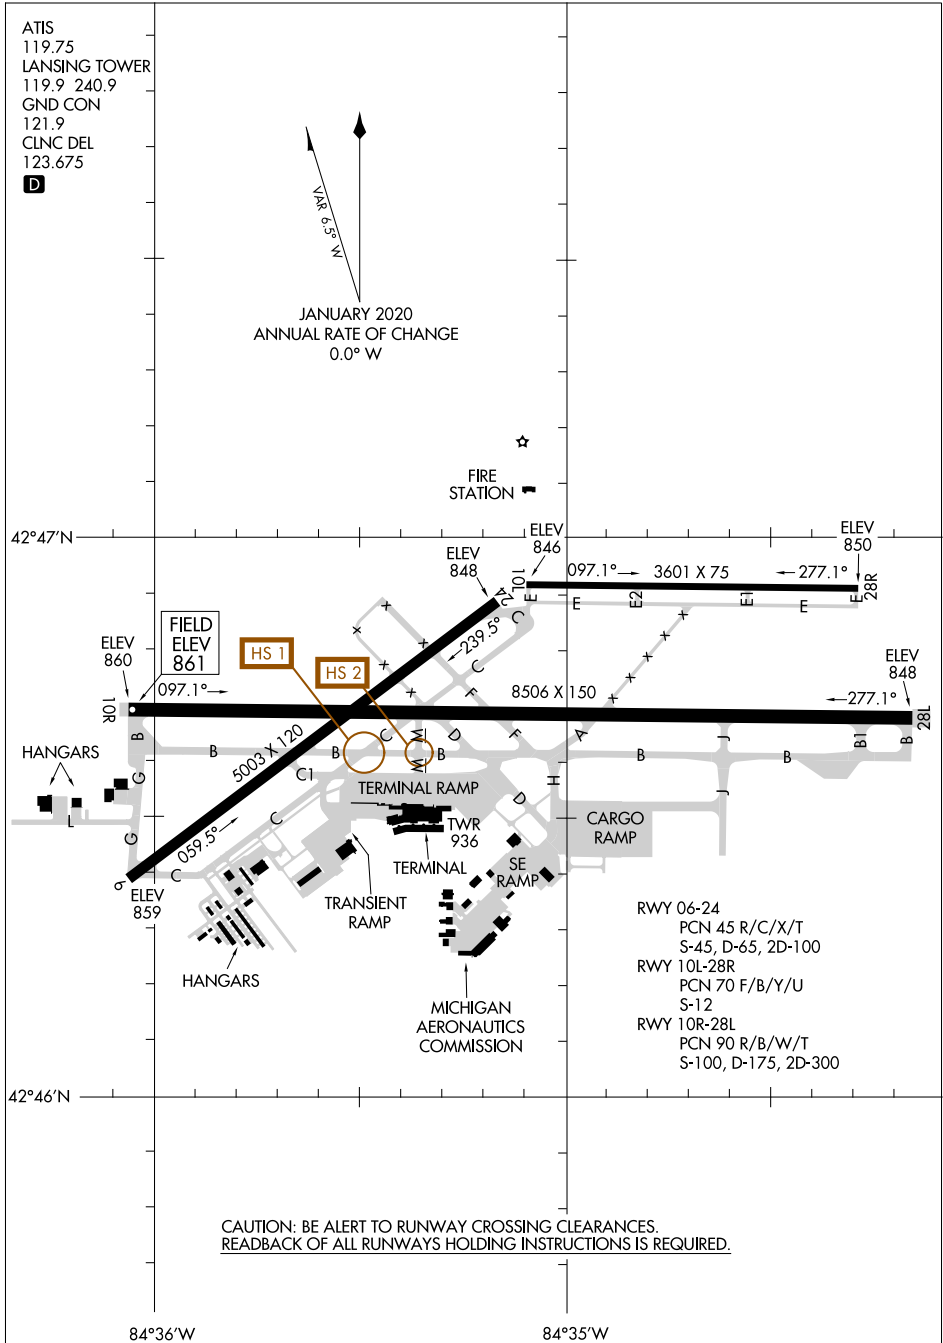 ATIS
119.75
LANSING TOWER
119.9 240.9
GND CON
121.9
CLNC DEL
123.675
D
VAR 6.5° W
JANUARY 2020
ANNUAL RATE OF CHANGE
0.0° W
FIRE
STATION
42°47'N
ELEV
846
ELEV
850
ELEV
848
10L
097.1°
3601 X 75
277.1°
28R
E
E
E2
E1
E
E
24
C
239.5°
FIELD
ELEV
861
HS 1
HS 2
ELEV
860
ELEV
848
C
F
10R
097.1°
8506 X 150
277.1°
28L
B
B
5003 X 120
B
C
W
W
B
D
F
A
J
B
B
B1
B
HANGARS
G
C1
TERMINAL RAMP
H
D
J
L
G
059.5°
C
TWR
936
CARGO
RAMP
TERMINAL
SE
RAMP
6
C
ELEV
859
TRANSIENT
RAMP
HANGARS
MICHIGAN
AERONAUTICS
COMMISSION
RWY 06-24
PCN 45 R/C/X/T
S-45, D-65, 2D-100
RWY 10L-28R
PCN 70 F/B/Y/U
S-12
RWY 10R-28L
PCN 90 R/B/W/T
S-100, D-175, 2D-300
42°46'N
CAUTION: BE ALERT TO RUNWAY CROSSING CLEARANCES.
READBACK OF ALL RUNWAYS HOLDING INSTRUCTIONS IS REQUIRED.
84°36'W
84°35'W